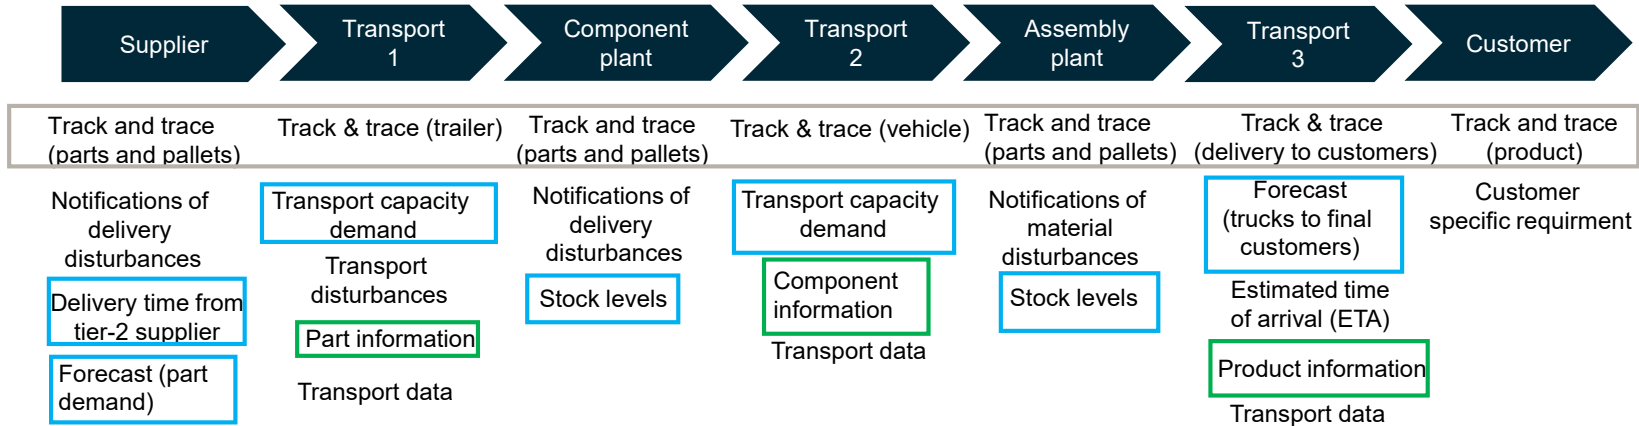 Supplier
Transport
1
Component
plant
Transport
2
Assembly
plant
Transport
3
Customer
Track and trace
(parts and pallets)
Track & trace (trailer)
Track and trace
(parts and pallets)
Track & trace (vehicle)
Track and trace
(parts and pallets)
Track & trace
(delivery to customers)
Track and trace
(product)
Notifications of
delivery
disturbances
Delivery time from
tier-2 supplier
Forecast (part
demand)
Transport capacity
demand
Transport
disturbances
Part information
Transport data
Notifications of
delivery
disturbances
Stock levels
Transport capacity
demand
Component
information
Transport data
Notifications of
material
disturbances
Stock levels
Forecast
(trucks to final
customers)
Estimated time
of arrival (ETA)
Product information
Transport data
Customer
specific requirment